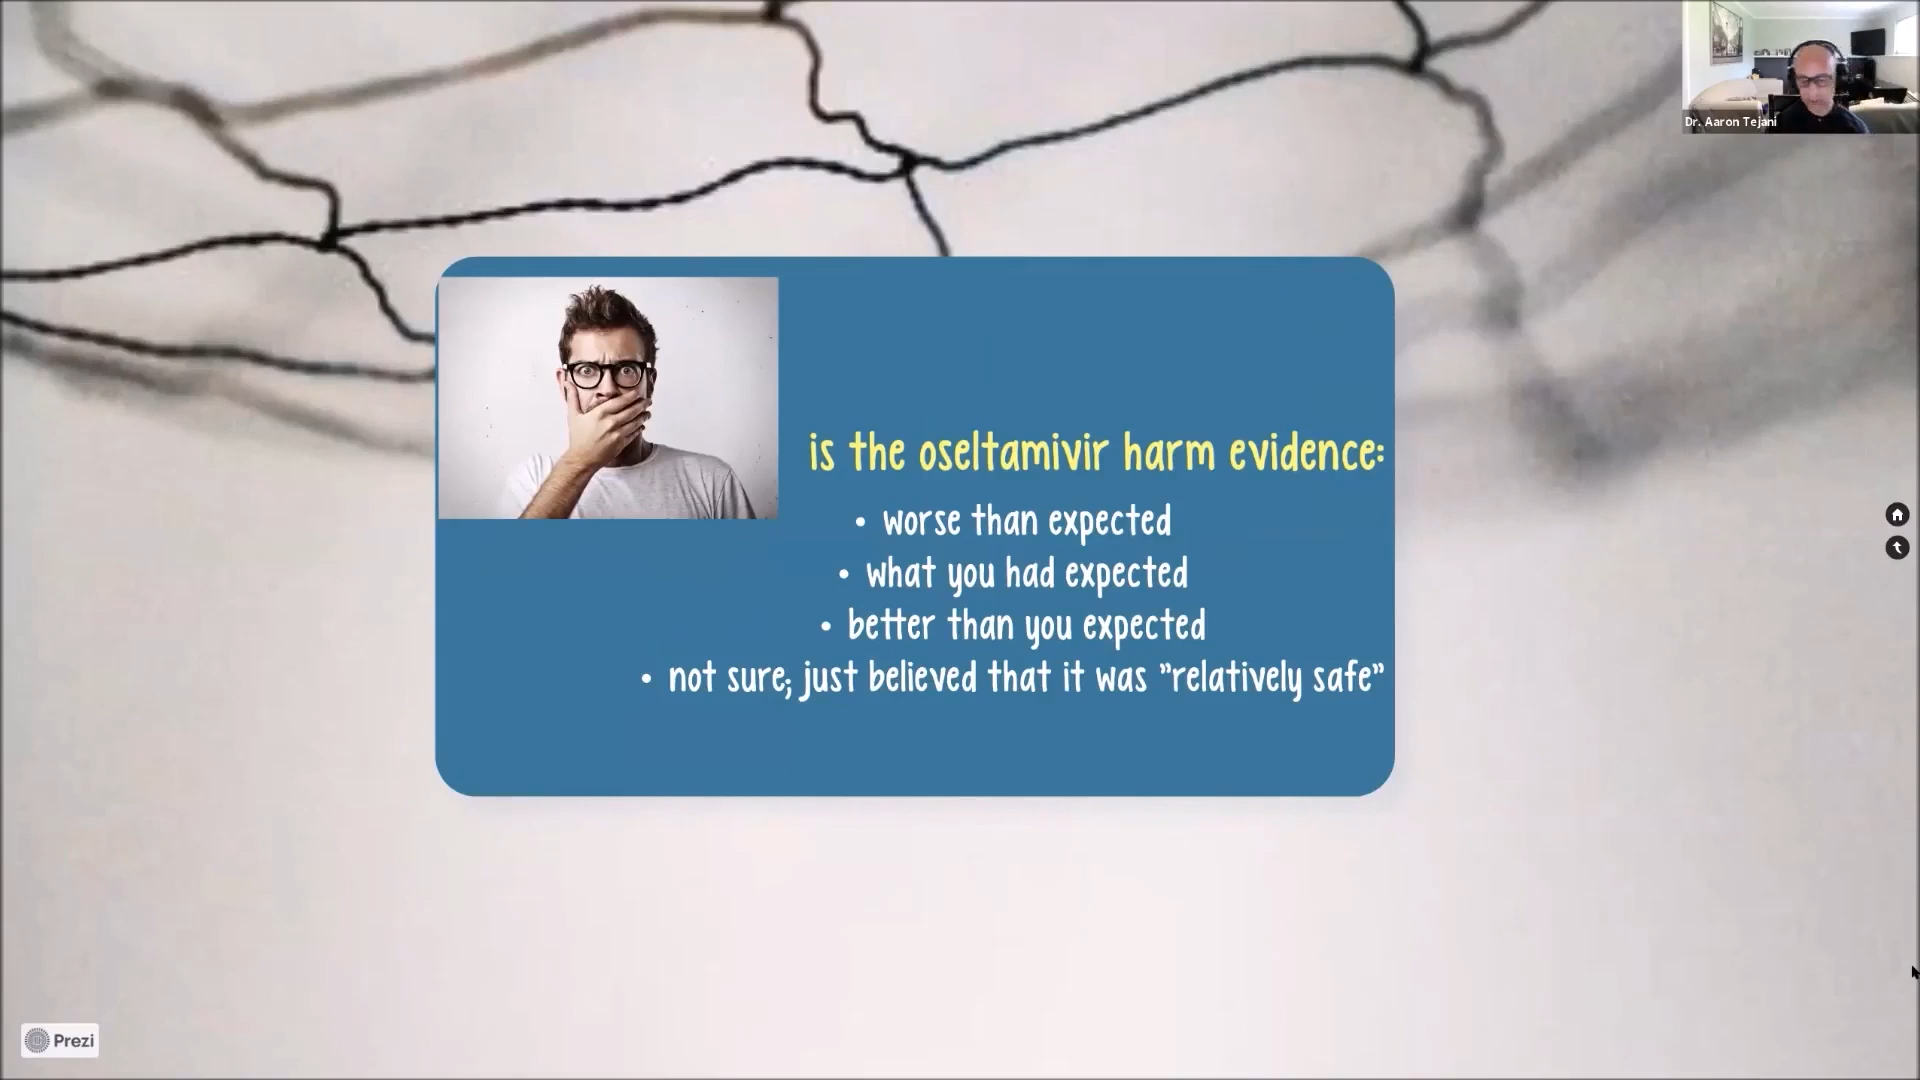 Dr. Aaron Tejani
is the oseltamivir harm evidence:
• worse than expected
• what you had expected
• better than you expected
• not sure; just believed that it was "relatively safe"
Prezi